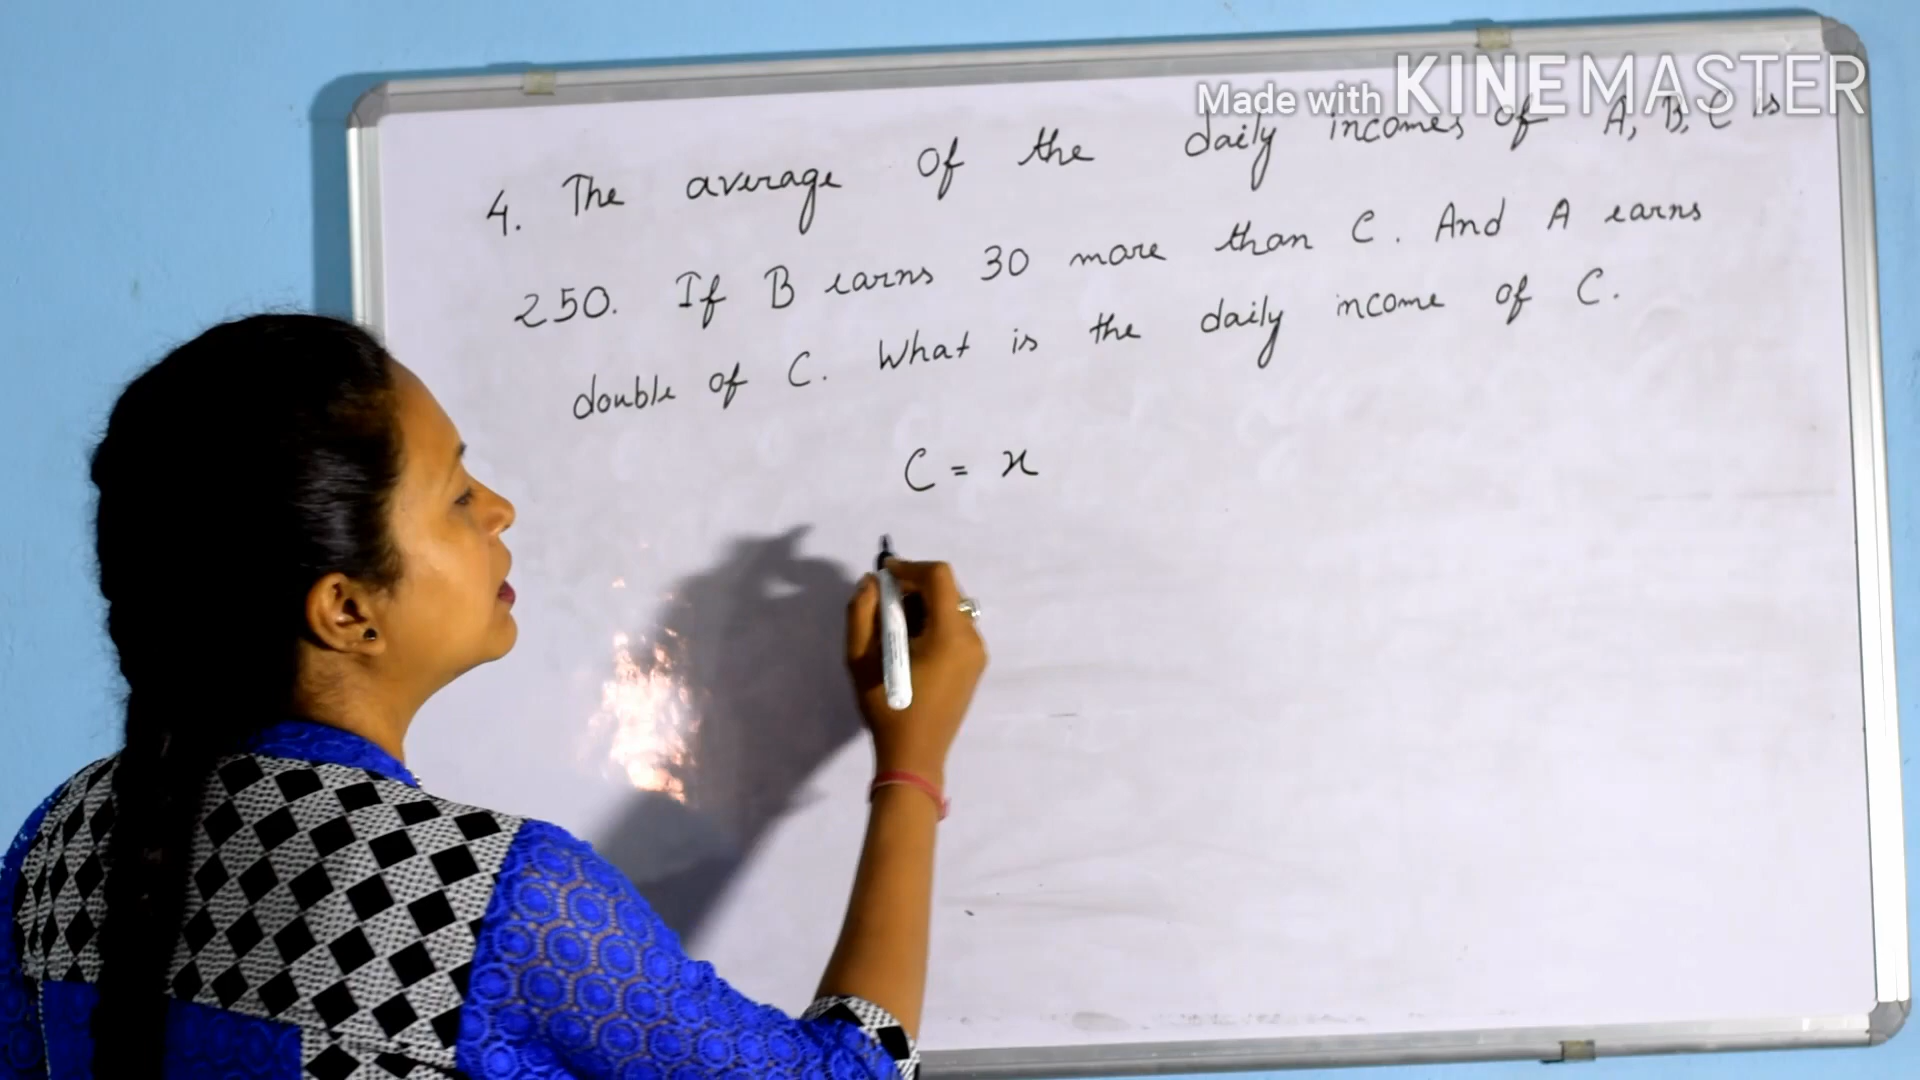 Made with KINEMASTER
4. The average of the daily incomes of A, B, C is
250. If B earns 30 more than C. And A earns
double of C. What is the daily income of C.
C = x